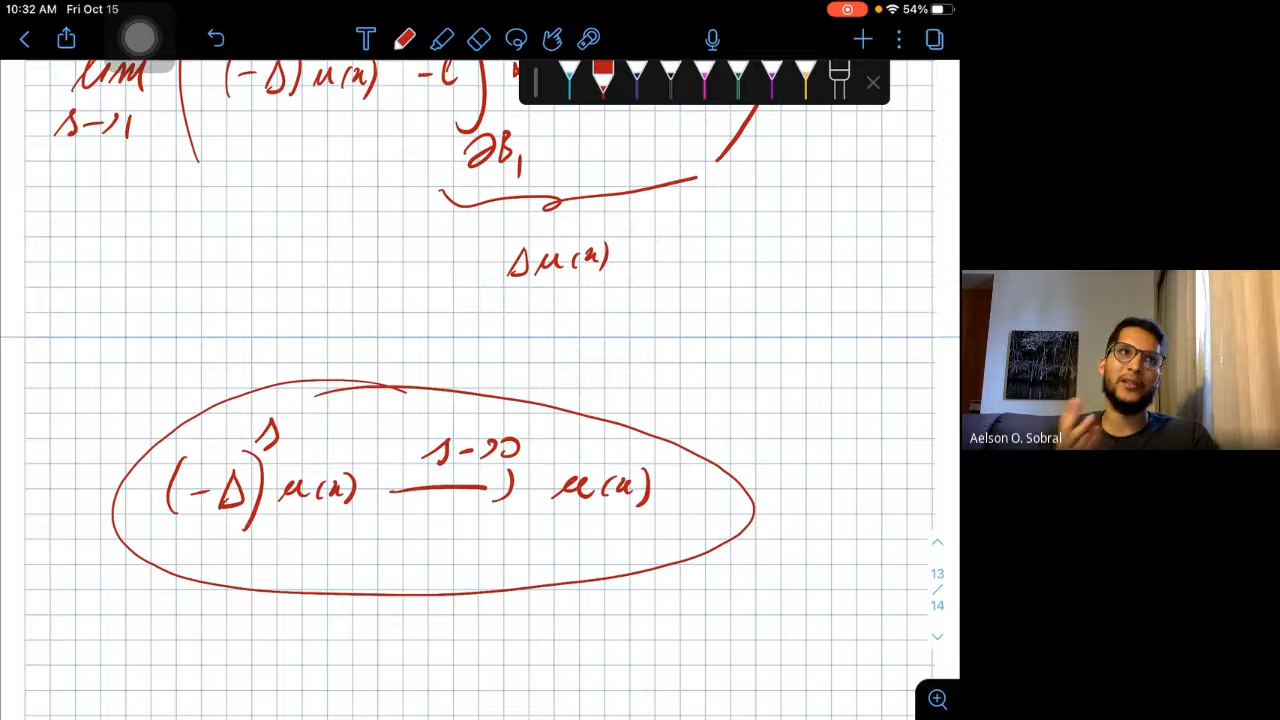 10:32 AM Fri Oct 15 54%
T
lim ( (-Δ) u(x) - C ∫
s→1
∂B₁
Δu(x)
s→0
(-Δ)^s u(x) ⟶ u(x)
Aelson O. Sobral
13
/
14